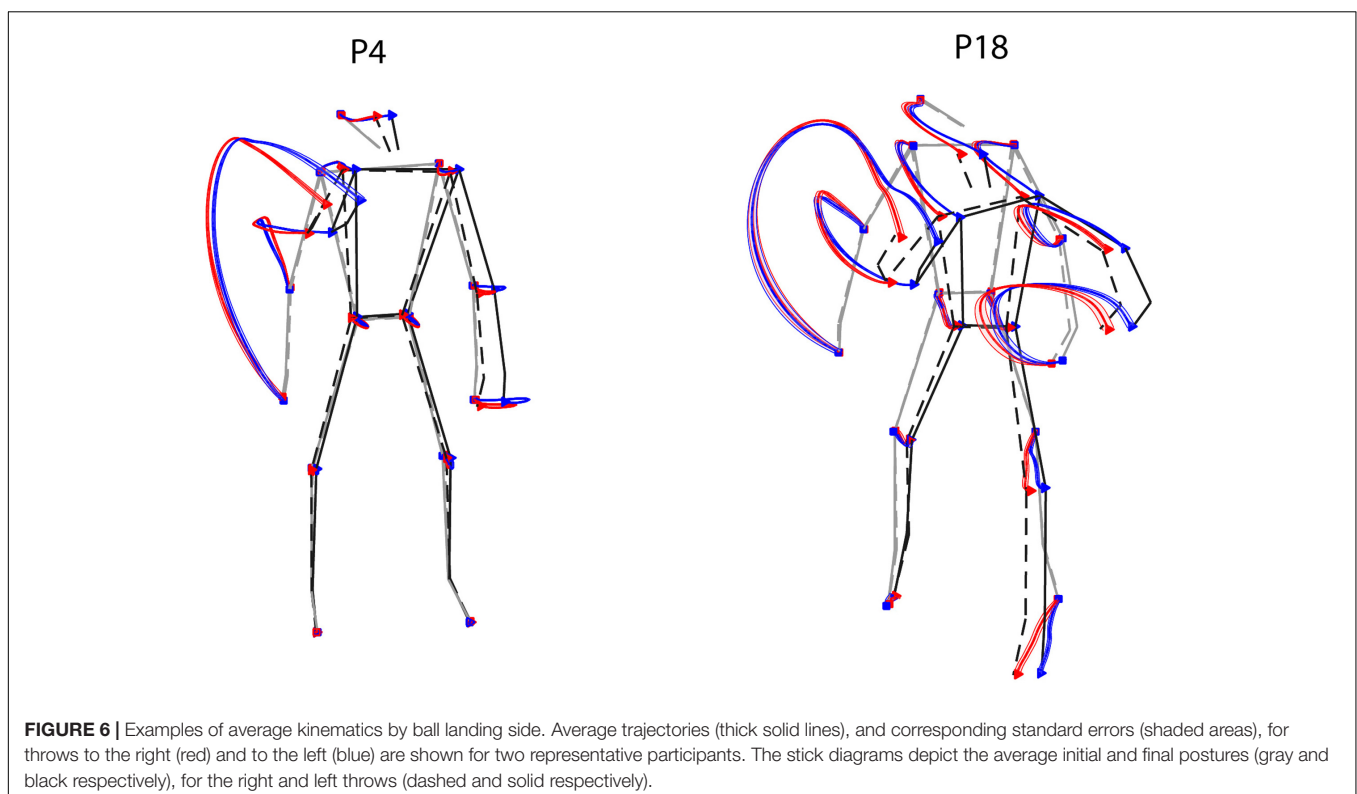 P4
P18
FIGURE 6 | Examples of average kinematics by ball landing side. Average trajectories (thick solid lines), and corresponding standard errors (shaded areas), for
throws to the right (red) and to the left (blue) are shown for two representative participants. The stick diagrams depict the average initial and final postures (gray and
black respectively), for the right and left throws (dashed and solid respectively).